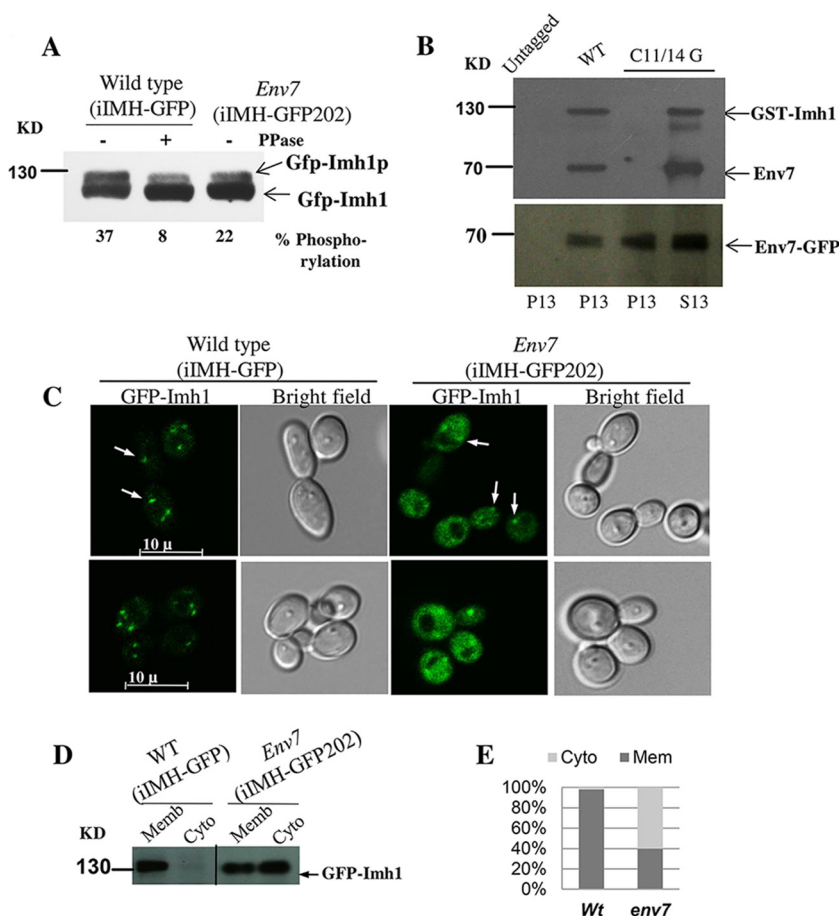 A
Wild type
(iIMH-GFP)
Env7
(iIMH-GFP202)
KD
- + - PPase
130
Gfp-Imh1p
Gfp-Imh1
37 8 22 % Phospho-
rylation
B
KD
Untagged
WT
C11/14 G
130
GST-Imh1
70
Env7
70
Env7-GFP
P13 P13 P13 S13
C
Wild type
(iIMH-GFP)
Env7
(iIMH-GFP202)
GFP-Imh1 Bright field GFP-Imh1 Bright field
10 μ
10 μ
D
WT
(iIMH-GFP)
Env7
(iIMH-GFP202)
KD
Memb Cyto Memb Cyto
130
GFP-Imh1
E
Cyto Mem
100%
80%
60%
40%
20%
0%
Wt env7